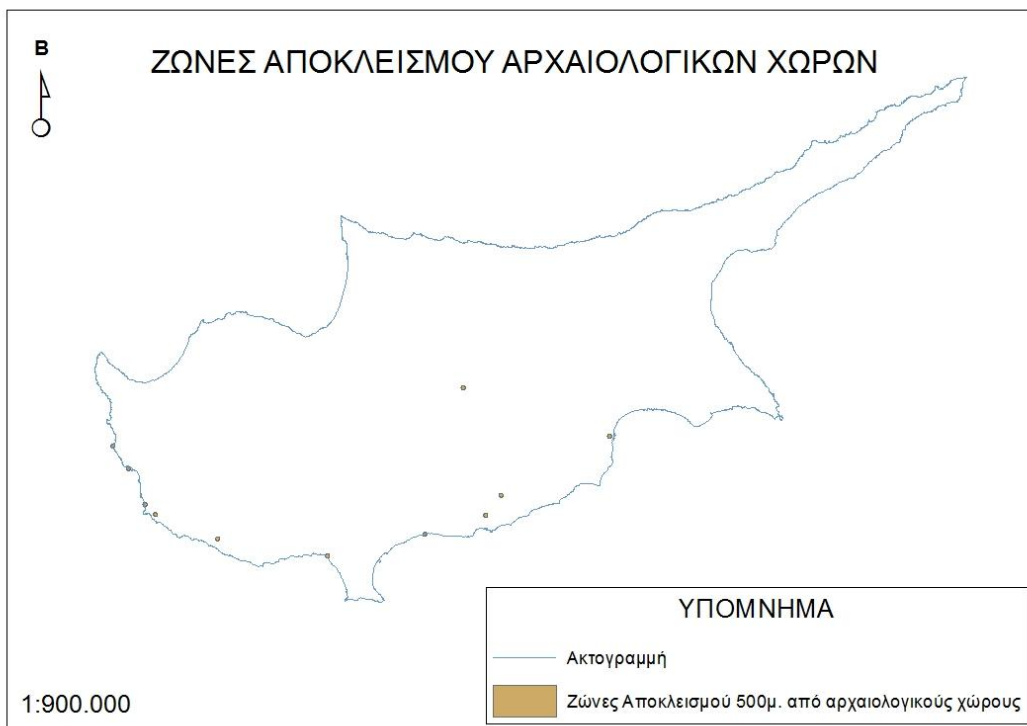 Β
ΖΩΝΕΣ ΑΠΟΚΛΕΙΣΜΟΥ ΑΡΧΑΙΟΛΟΓΙΚΩΝ ΧΩΡΩΝ
ΥΠΟΜΝΗΜΑ
Ακτογραμμή
Ζώνες Αποκλεισμού 500μ. από αρχαιολογικούς χώρους
1:900.000